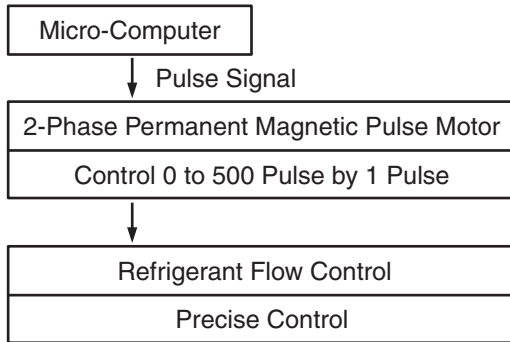 Micro-Computer
Pulse Signal
2-Phase Permanent Magnetic Pulse Motor
Control 0 to 500 Pulse by 1 Pulse
Refrigerant Flow Control
Precise Control